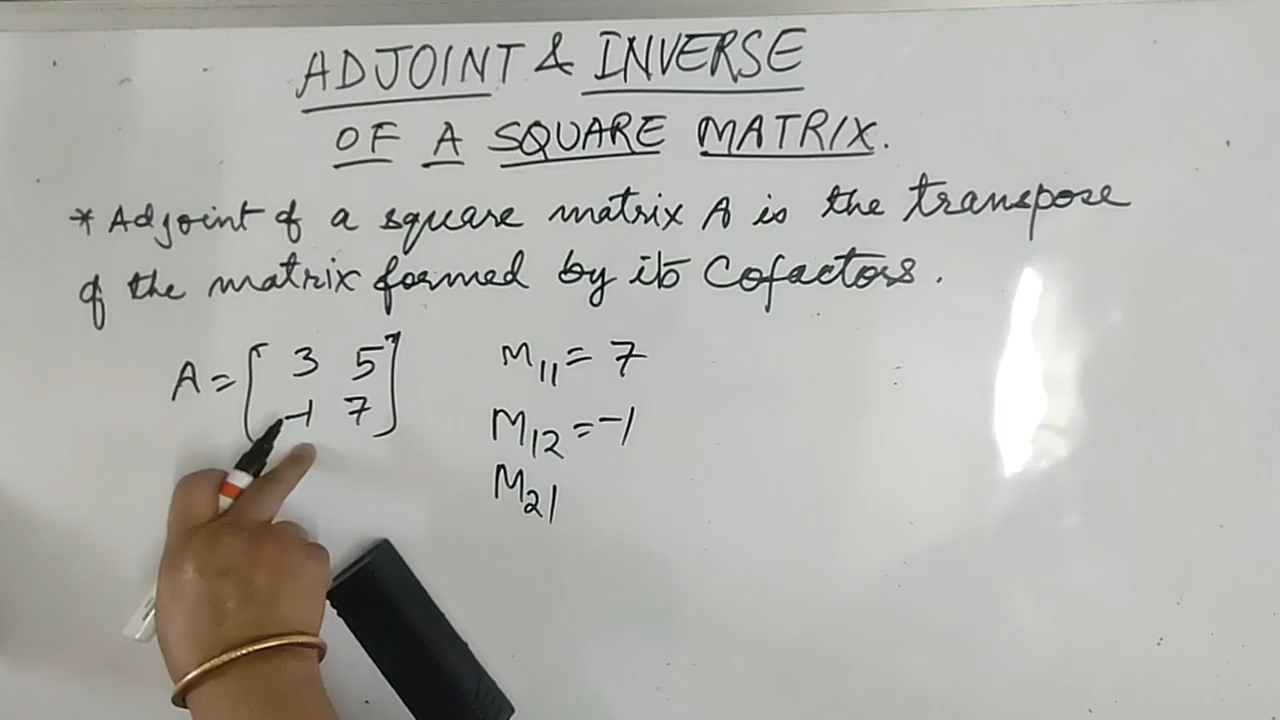 ADJOINT & INVERSE
OF A SQUARE MATRIX.
* Adjoint of a square matrix A is the transpose
of the matrix formed by its Cofactors.
A = [ 3 5
-1 7 ]
M₁₁ = 7
M₁₂ = -1
M₂₁